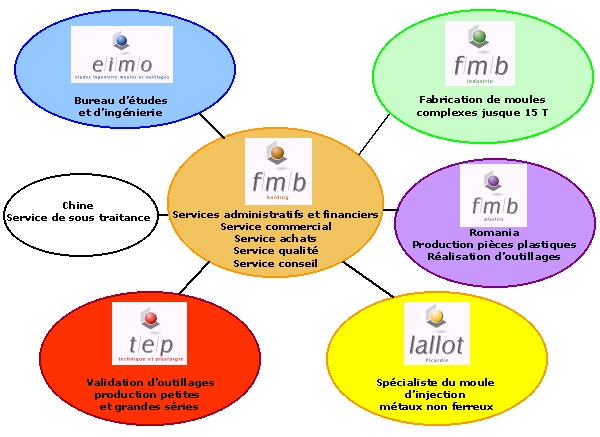 e|i|m|o
études ingenierie moules et outillages
Bureau d'études
et d'ingénierie
f|m|b
industrie
Fabrication de moules
complexes jusque 15 T
f|m|b
holding
Services administratifs et financiers
Service commercial
Service achats
Service qualité
Service conseil
Chine
Service de sous traitance
f|m|b
plastics
Romania
Production pièces plastiques
Réalisation d'outillages
t|e|p
technique et plasturgie
Validation d'outillages
production petites
et grandes séries
lallot
Picardie
Spécialiste du moule
d'injection
métaux non ferreux